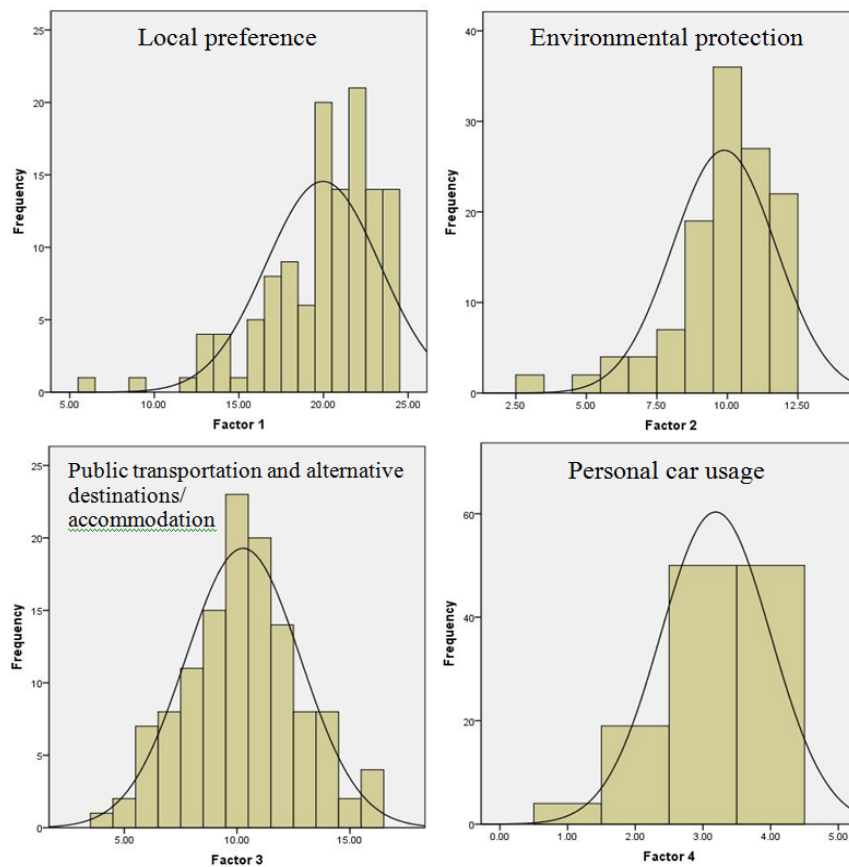 Local preference
25
20
15
10
5
0
Frequency
5.00 10.00 15.00 20.00 25.00
Factor 1
Environmental protection
40
30
20
10
0
Frequency
2.50 5.00 7.50 10.00 12.50
Factor 2
Public transportation and alternative
destinations/
accommodation
25
20
15
10
5
0
Frequency
5.00 10.00 15.00
Factor 3
Personal car usage
60
40
20
0
Frequency
0.00 1.00 2.00 3.00 4.00 5.00
Factor 4